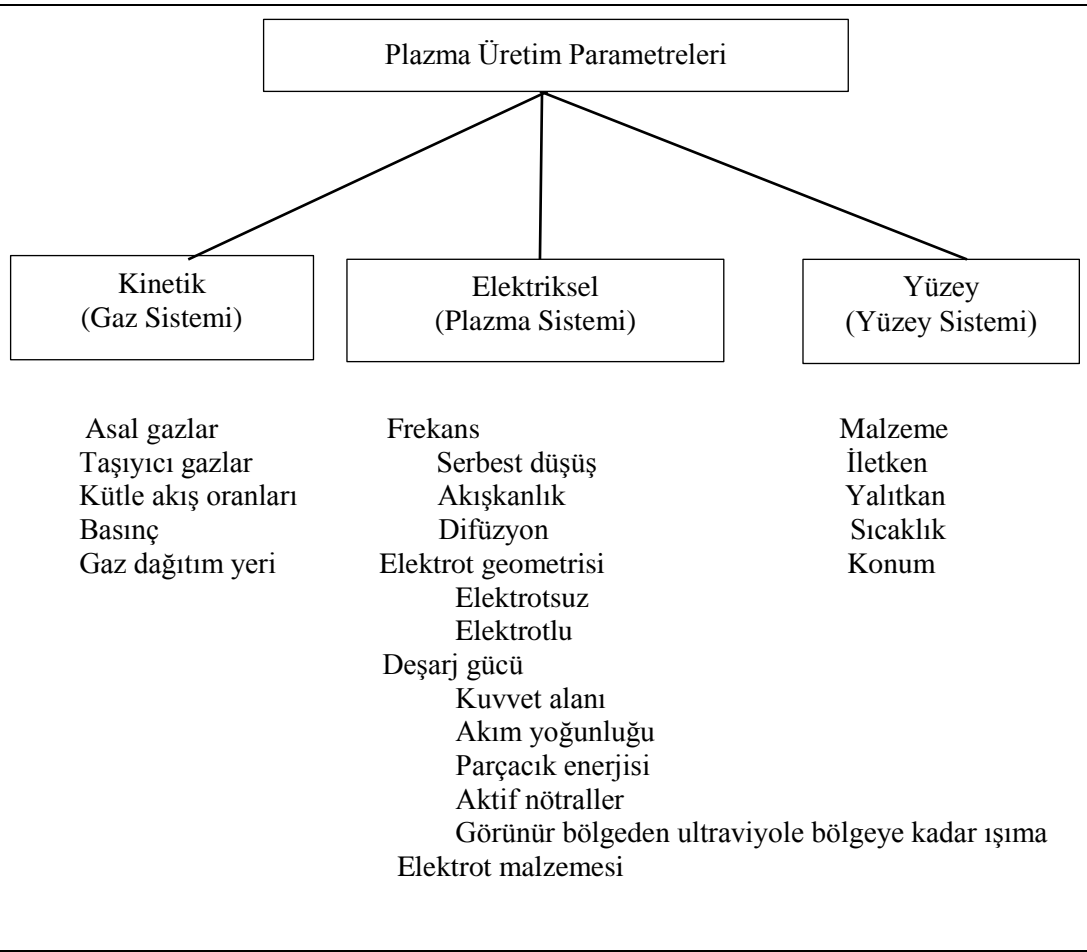 Plazma Üretim Parametreleri
Kinetik
(Gaz Sistemi)
Elektriksel
(Plazma Sistemi)
Yüzey
(Yüzey Sistemi)
Asal gazlar
Taşıyıcı gazlar
Kütle akış oranları
Basınç
Gaz dağıtım yeri
Frekans
Serbest düşüş
Akışkanlık
Difüzyon
Elektrot geometrisi
Elektrotsuz
Elektrotlu
Deşarj gücü
Kuvvet alanı
Akım yoğunluğu
Parçacık enerjisi
Aktif nötraller
Görünür bölgeden ultraviyole bölgeye kadar ışıma
Elektrot malzemesi
Malzeme
İletken
Yalıtkan
Sıcaklık
Konum